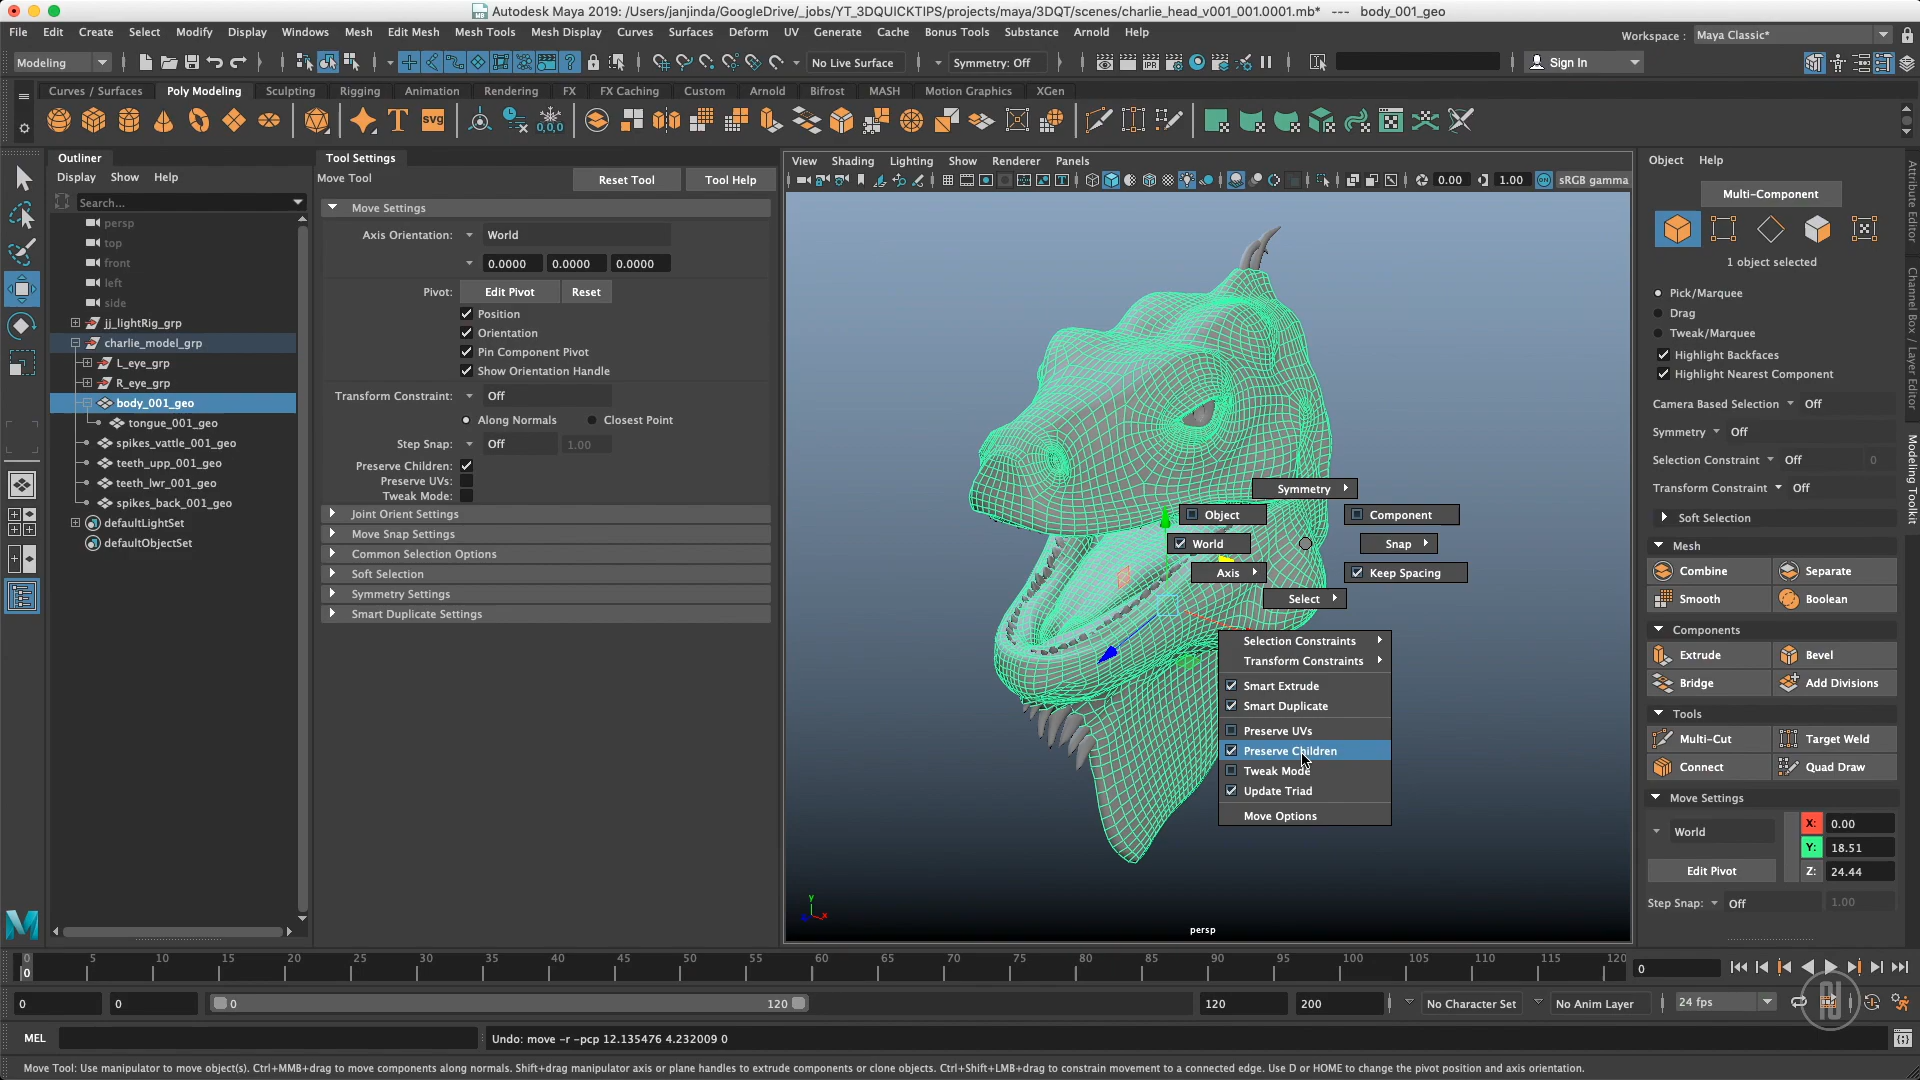 Autodesk Maya 2019: /Users/janjinda/GoogleDrive/_jobs/YT_3DQUICKTIPS/projects/maya/3DQT/scenes/charlie_head_v001_001.0001.mb*   ---   body_001_geo
File Edit Create Select Modify Display Windows Mesh Edit Mesh Mesh Tools Mesh Display Curves Surfaces Deform UV Generate Cache Bonus Tools Substance Arnold Help
Workspace : Maya Classic*
Modeling No Live Surface Symmetry: Off Sign In
Curves / Surfaces Poly Modeling Sculpting Rigging Animation Rendering FX FX Caching Custom Arnold Bifrost MASH Motion Graphics XGen
T SVG 0,0,0
Outliner
Display Show Help
Search...
persp
top
front
left
side
jj_lightRig_grp
charlie_model_grp
L_eye_grp
R_eye_grp
body_001_geo
tongue_001_geo
spikes_vattle_001_geo
teeth_upp_001_geo
teeth_lwr_001_geo
spikes_back_001_geo
defaultLightSet
defaultObjectSet
Tool Settings
Move Tool Reset Tool Tool Help
Move Settings
Axis Orientation: World
0.0000 0.0000 0.0000
Pivot: Edit Pivot Reset
Position
Orientation
Pin Component Pivot
Show Orientation Handle
Transform Constraint: Off
Along Normals Closest Point
Step Snap: Off 1.00
Preserve Children:
Preserve UVs:
Tweak Mode:
Joint Orient Settings
Move Snap Settings
Common Selection Options
Soft Selection
Symmetry Settings
Smart Duplicate Settings
View Shading Lighting Show Renderer Panels
0.00 1.00 sRGB gamma
Symmetry
Object Component
World Snap
Axis Keep Spacing
Select
Selection Constraints
Transform Constraints
Smart Extrude
Smart Duplicate
Preserve UVs
Preserve Children
Tweak Mode
Update Triad
Move Options
y
x
persp
Object Help
Multi-Component
1 object selected
Pick/Marquee
Drag
Tweak/Marquee
Highlight Backfaces
Highlight Nearest Component
Camera Based Selection Off
Symmetry Off
Selection Constraint Off 0
Transform Constraint Off
Soft Selection
Mesh
Combine Separate
Smooth Boolean
Components
Extrude Bevel
Bridge Add Divisions
Tools
Multi-Cut Target Weld
Connect Quad Draw
Move Settings
World X: 0.00
Y: 18.51
Edit Pivot Z: 24.44
Step Snap: Off 1.00
Attribute Editor
Channel Box / Layer Editor
Modeling Toolkit
0 5 10 15 20 25 30 35 40 45 50 55 60 65 70 75 80 85 90 95 100 105 110 115 120
0 0
0 0 0 120 120 200 No Character Set No Anim Layer 24 fps
MEL Undo: move -r -pcp 12.135476 4.232009 0
Move Tool: Use manipulator to move object(s). Ctrl+MMB+drag to move components along normals. Shift+drag manipulator axis or plane handles to extrude components or clone objects. Ctrl+Shift+LMB+drag to constrain movement to a connected edge. Use D or HOME to change the pivot position and axis orientation.